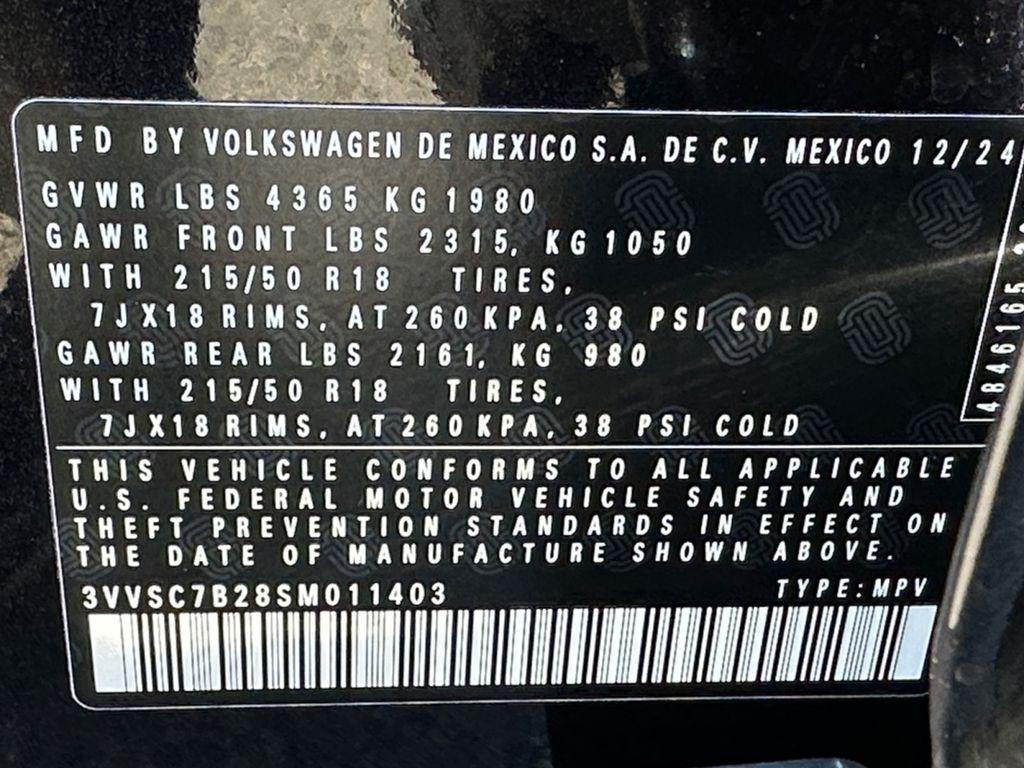 MFD BY VOLKSWAGEN DE MEXICO S.A. DE C.V. MEXICO 12/24
GVWR LBS 4365 KG 1980
GAWR FRONT LBS 2315, KG 1050
WITH 215/50 R18 TIRES,
7JX18 RIMS, AT 260 KPA, 38 PSI COLD
GAWR REAR LBS 2161, KG 980
WITH 215/50 R18 TIRES,
7JX18 RIMS, AT 260 KPA, 38 PSI COLD
THIS VEHICLE CONFORMS TO ALL APPLICABLE
U.S. FEDERAL MOTOR VEHICLE SAFETY AND
THEFT PREVENTION STANDARDS IN EFFECT ON
THE DATE OF MANUFACTURE SHOWN ABOVE.
3VVSC7B28SM011403 TYPE:MPV
4846165